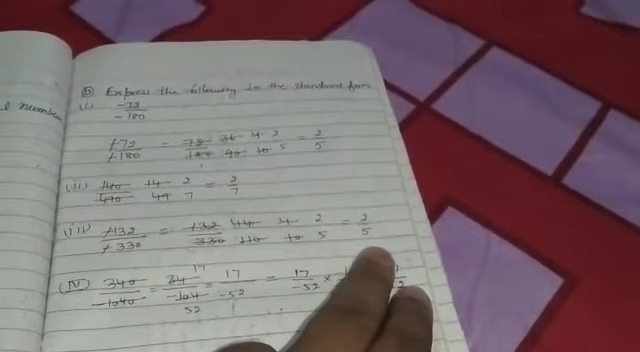 Express the following in the standard form
(i) -72/-180
-72/-180 = 72/180 36/90 4/10 2/5 = 2/5
(ii) 140/490 14/49 2/7 = 2/7
(iii) -132/-330 = 132/330 44/110 4/10 2/5 = 2/5
(iv) 340/-1040 = 34/-104 17/52 = 17/-52 = 17/-52 ×